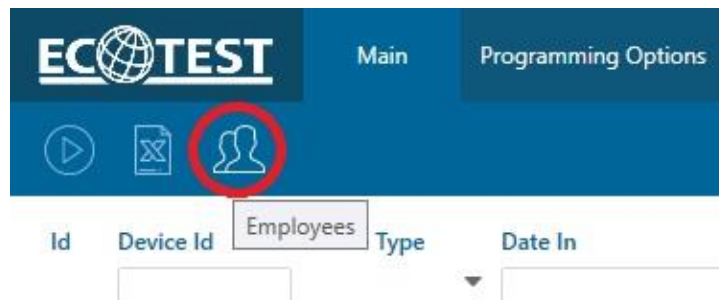 ECOTEST Main Programming Options
Employees
Id Device Id Type Date In